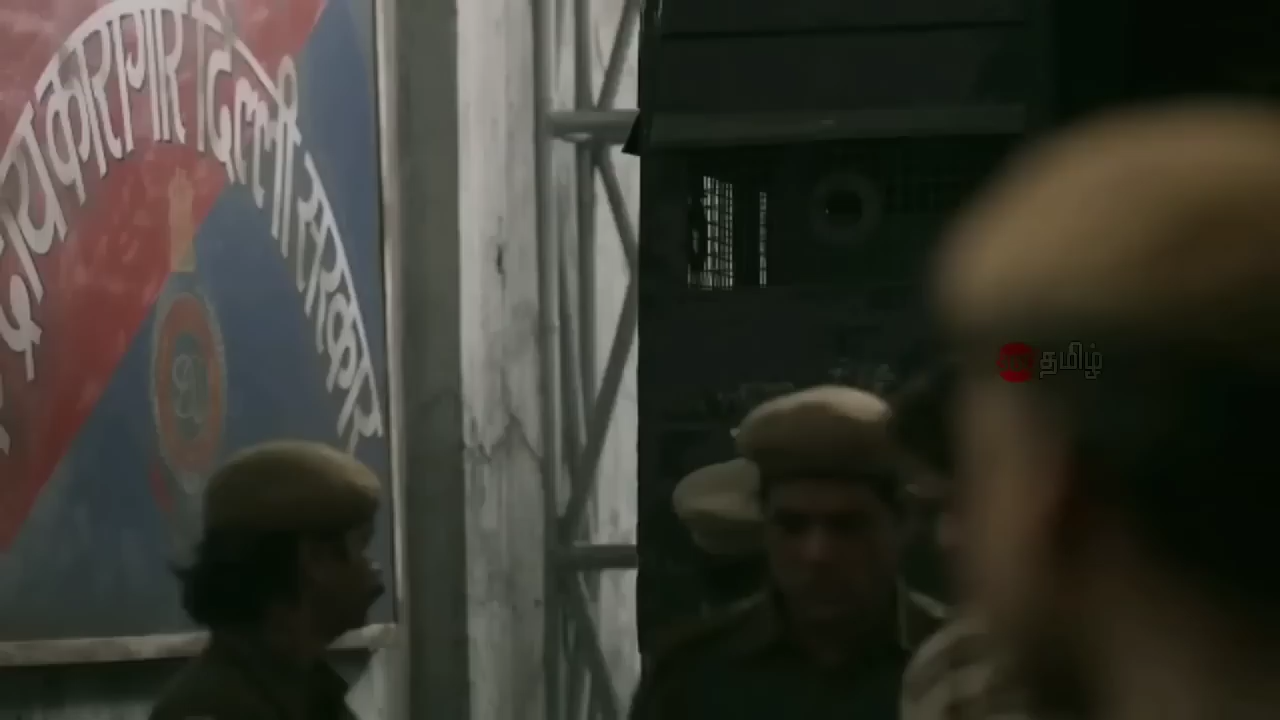 कारागार दिल्ली सरकार
தமிழ்